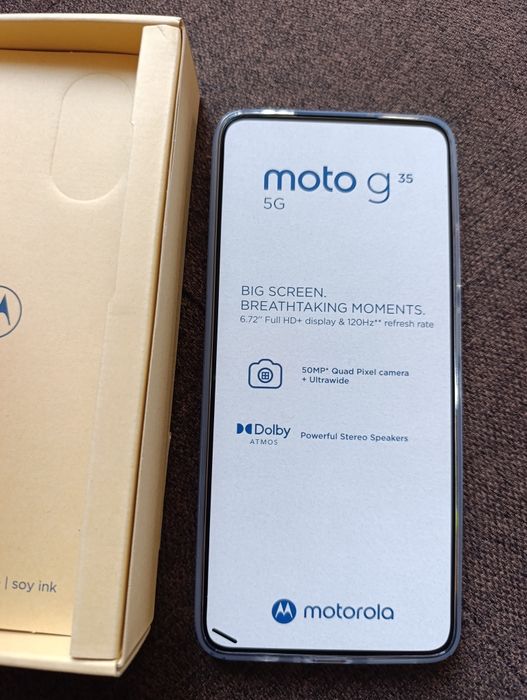 moto g 35
5G
BIG SCREEN.
BREATHTAKING MOMENTS.
6.72" Full HD+ display & 120Hz** refresh rate
50MP* Quad Pixel camera
+ Ultrawide
Dolby
ATMOS
Powerful Stereo Speakers
motorola
| soy ink